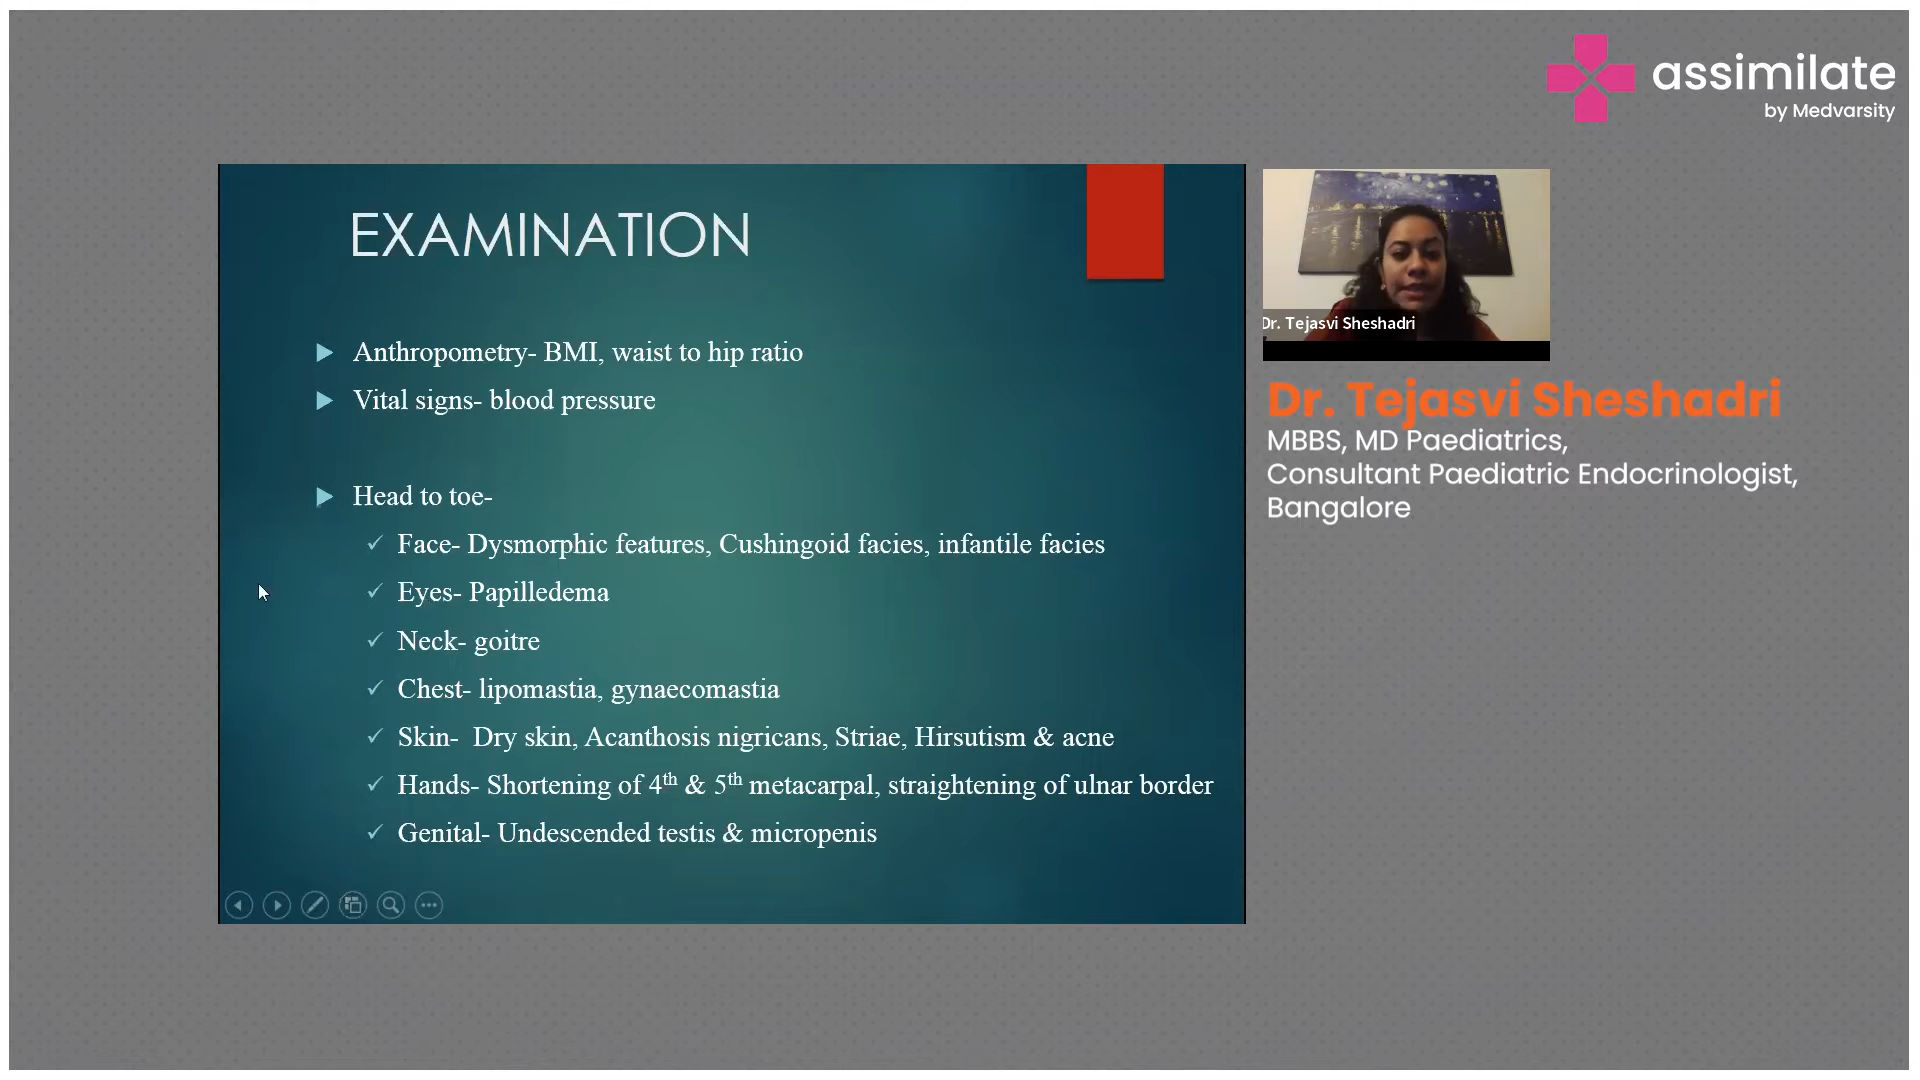 assimilate
by Medvarsity
EXAMINATION
Anthropometry- BMI, waist to hip ratio
Vital signs- blood pressure
Head to toe-
Face- Dysmorphic features, Cushingoid facies, infantile facies
Eyes- Papilledema
Neck- goitre
Chest- lipomastia, gynaecomastia
Skin- Dry skin, Acanthosis nigricans, Striae, Hirsutism & acne
Hands- Shortening of 4th & 5th metacarpal, straightening of ulnar border
Genital- Undescended testis & micropenis
Dr. Tejasvi Sheshadri
Dr. Tejasvi Sheshadri
MBBS, MD Paediatrics,
Consultant Paediatric Endocrinologist,
Bangalore